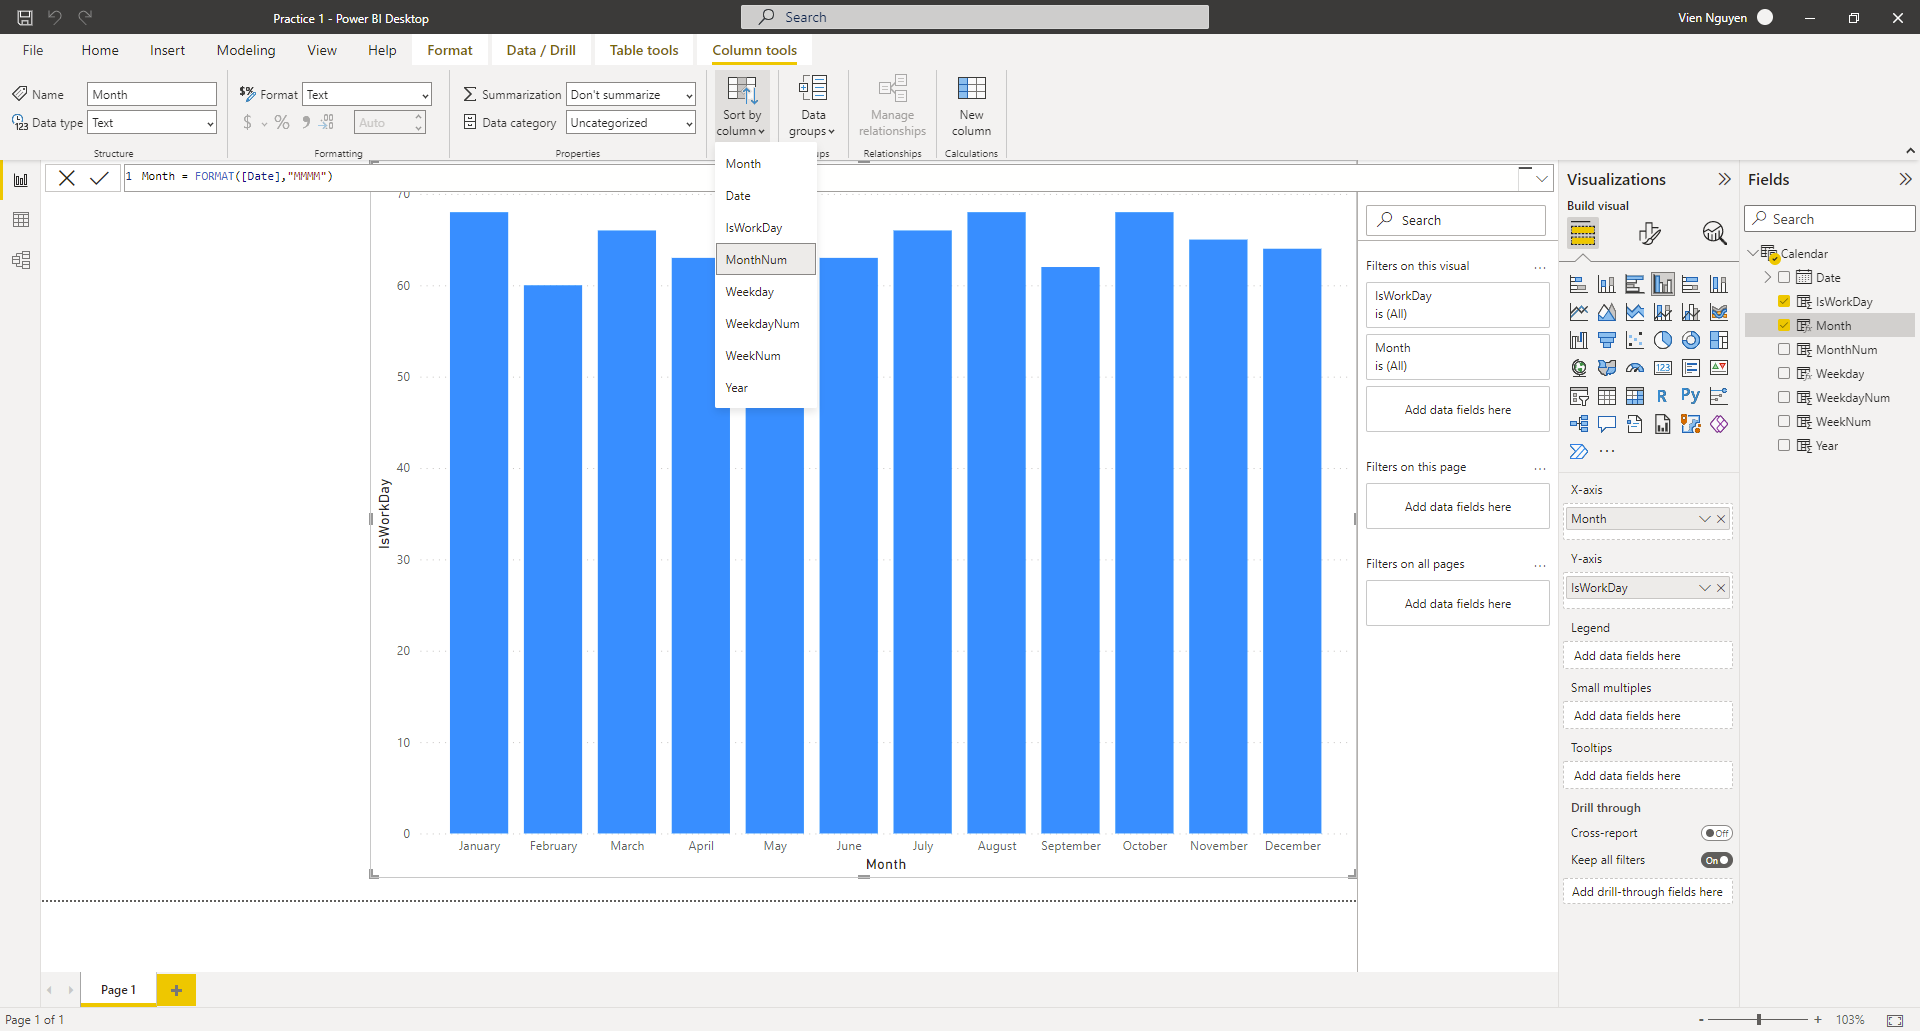 Practice 1 - Power BI Desktop
Search
Vien Nguyen
File Home Insert Modeling View Help Format Data / Drill Table tools Column tools
Name Month
Data type Text
Structure
Format Text
$ % Auto
Formatting
Summarization Don't summarize
Data category Uncategorized
Properties
Sort by
column
Data
groups
Manage
relationships
Relationships
New
column
Calculations
1 Month = FORMAT([Date],"MMMM")
Month
Date
IsWorkDay
MonthNum
Weekday
WeekdayNum
WeekNum
Year
70
60
50
40
30
20
10
0
IsWorkDay
January February March April May June July August September October November December
Month
Search
Filters on this visual ...
IsWorkDay
is (All)
Month
is (All)
Add data fields here
Filters on this page ...
Add data fields here
Filters on all pages ...
Add data fields here
Visualizations
Build visual
123
R
Py
...
X-axis
Month
Y-axis
IsWorkDay
Legend
Add data fields here
Small multiples
Add data fields here
Tooltips
Add data fields here
Drill through
Cross-report Off
Keep all filters On
Add drill-through fields here
Fields
Search
Calendar
Date
IsWorkDay
Month
MonthNum
Weekday
WeekdayNum
WeekNum
Year
Page 1
+
Page 1 of 1
- + 103%